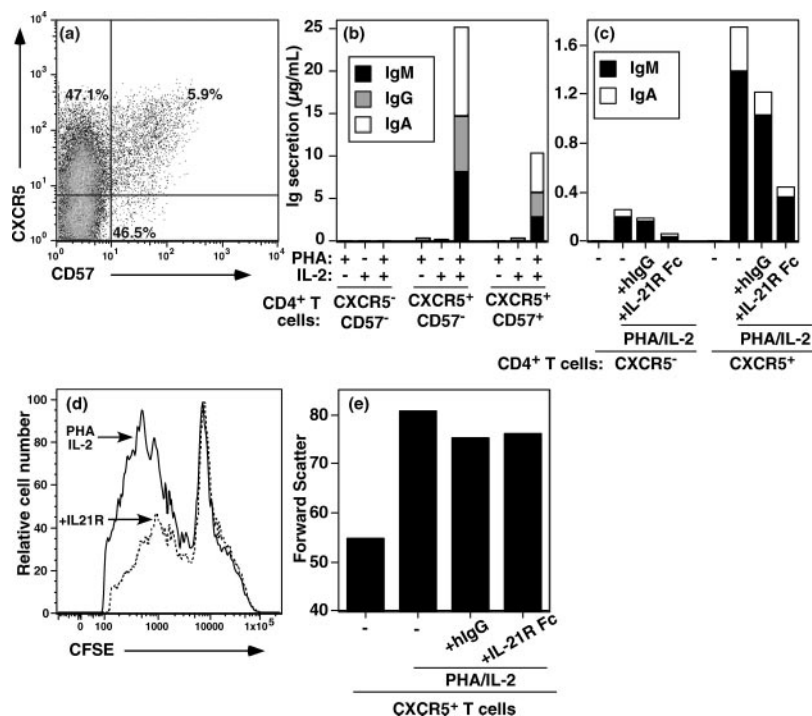 (a)
CXCR5
10⁴
10³
10²
10¹
10⁰
47.1%
5.9%
46.5%
10⁰ 10¹ 10² 10³ 10⁴
CD57
(b)
Ig secretion (µg/mL)
25
20
15
10
5
0
IgM
IgG
IgA
PHA: + - + + - + + - +
IL-2: - + + - + + - + +
CD4⁺ T cells:
CXCR5⁻ CD57⁻
CXCR5⁺ CD57⁻
CXCR5⁺ CD57⁺
(c)
1.6
1.2
0.8
0.4
0
IgM
IgA
- - +hIgG +IL-21R Fc - - +hIgG +IL-21R Fc
PHA/IL-2 PHA/IL-2
CD4⁺ T cells: CXCR5⁻ CXCR5⁺
(d)
Relative cell number
100
80
60
40
20
0
PHA
IL-2
+IL21R
0 100 1000 10000 1x10⁵
CFSE
(e)
Forward Scatter
80
70
60
50
40
- - +hIgG +IL-21R Fc
PHA/IL-2
CXCR5⁺ T cells